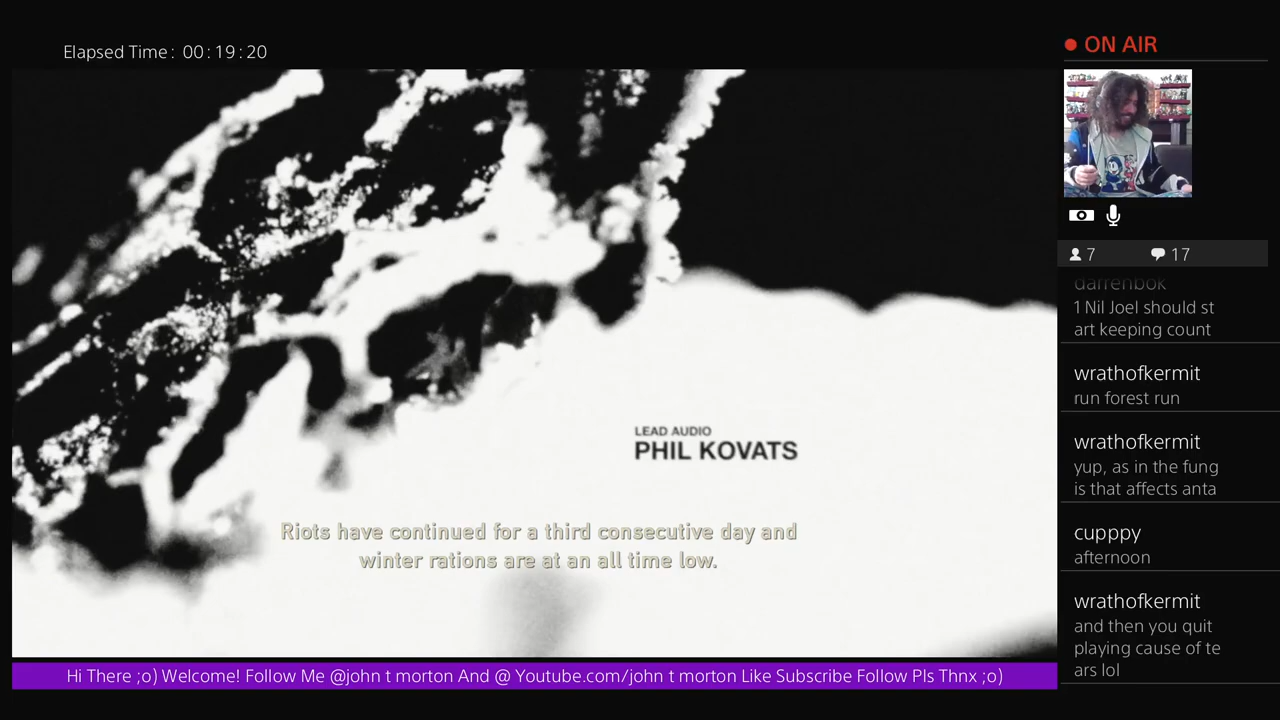 Elapsed Time: 00:19:20
ON AIR
7
17
darrenbok
1 Nil Joel should st
art keeping count
wrathofkermit
run forest run
wrathofkermit
yup, as in the fung
is that affects anta
cupppy
afternoon
wrathofkermit
and then you quit
playing cause of te
ars lol
LEAD AUDIO
PHIL KOVATS
Riots have continued for a third consecutive day and
winter rations are at an all time low.
Hi There ;o) Welcome! Follow Me @john t morton And @ Youtube.com/john t morton Like Subscribe Follow Pls Thnx ;o)